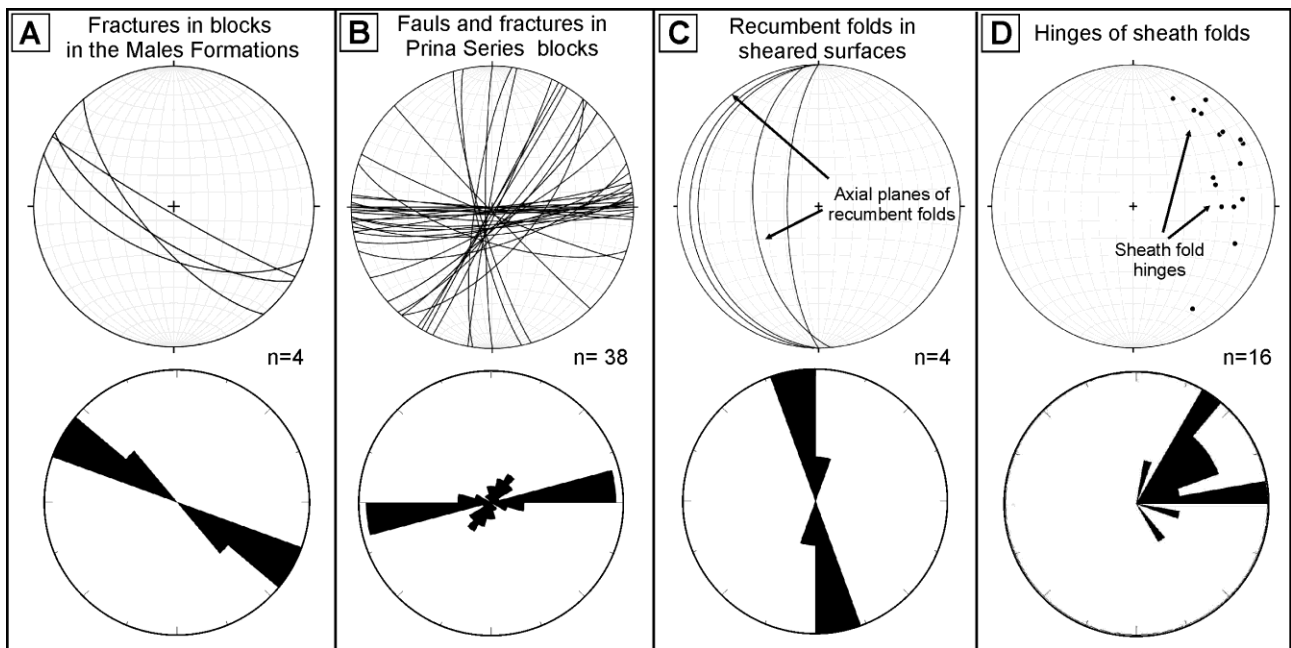 A
Fractures in blocks
in the Males Formations
n=4
B
Fauls and fractures in
Prina Series blocks
n= 38
C
Recumbent folds in
sheared surfaces
Axial planes of
recumbent folds
n=4
D
Hinges of sheath folds
Sheath fold
hinges
n=16